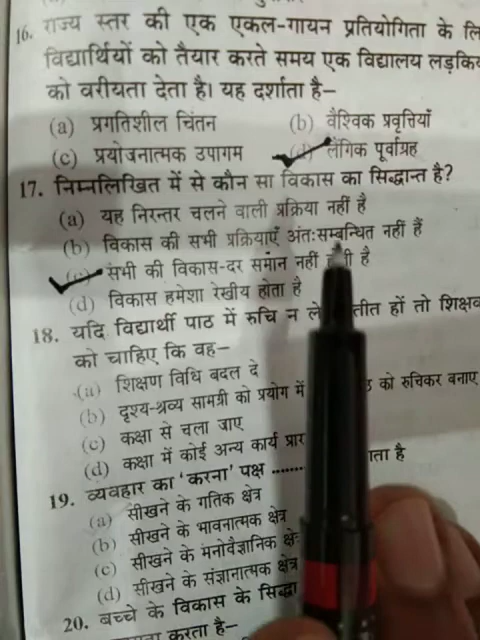 16. राज्य स्तर की एक एकल-गायन प्रतियोगिता के
विद्यार्थियों को तैयार करते समय एक विद्यालय
को वरीयता देता है। यह दर्शाता है–
(a) प्रगतिशील चिंतन (b) वैश्विक प्रवृत्तियाँ
(c) प्रयोजनात्मक उपागम (d) लैंगिक पूर्वाग्रह
17. निम्नलिखित में से कौन सा विकास का सिद्धान्त है?
(a) यह निरन्तर चलने वाली प्रक्रिया नहीं है
(b) विकास की सभी प्रक्रियाएँ अंतःसम्बन्धित नहीं हैं
(c) सभी की विकास-दर समान नहीं है
(d) विकास हमेशा रेखीय होता है
18. यदि विद्यार्थी पाठ में रुचि न हों तो
को चाहिए कि वह–
(a) शिक्षण विधि बदल दे
(b) दृश्य-श्रव्य सामग्री को प्रयोग में को रुचिकर बनाए
(c) कक्षा से चला जाए
(d) कक्षा में कोई अन्य कार्य
19. व्यवहार का 'करना' पक्ष ....... है
(a) सीखने के गतिक क्षेत्र
(b) सीखने के भावनात्मक क्षेत्र
(c) सीखने के मनोवैज्ञानिक
(d) सीखने के संज्ञानात्मक क्षेत्र
20. बच्चे के विकास के
करता है–